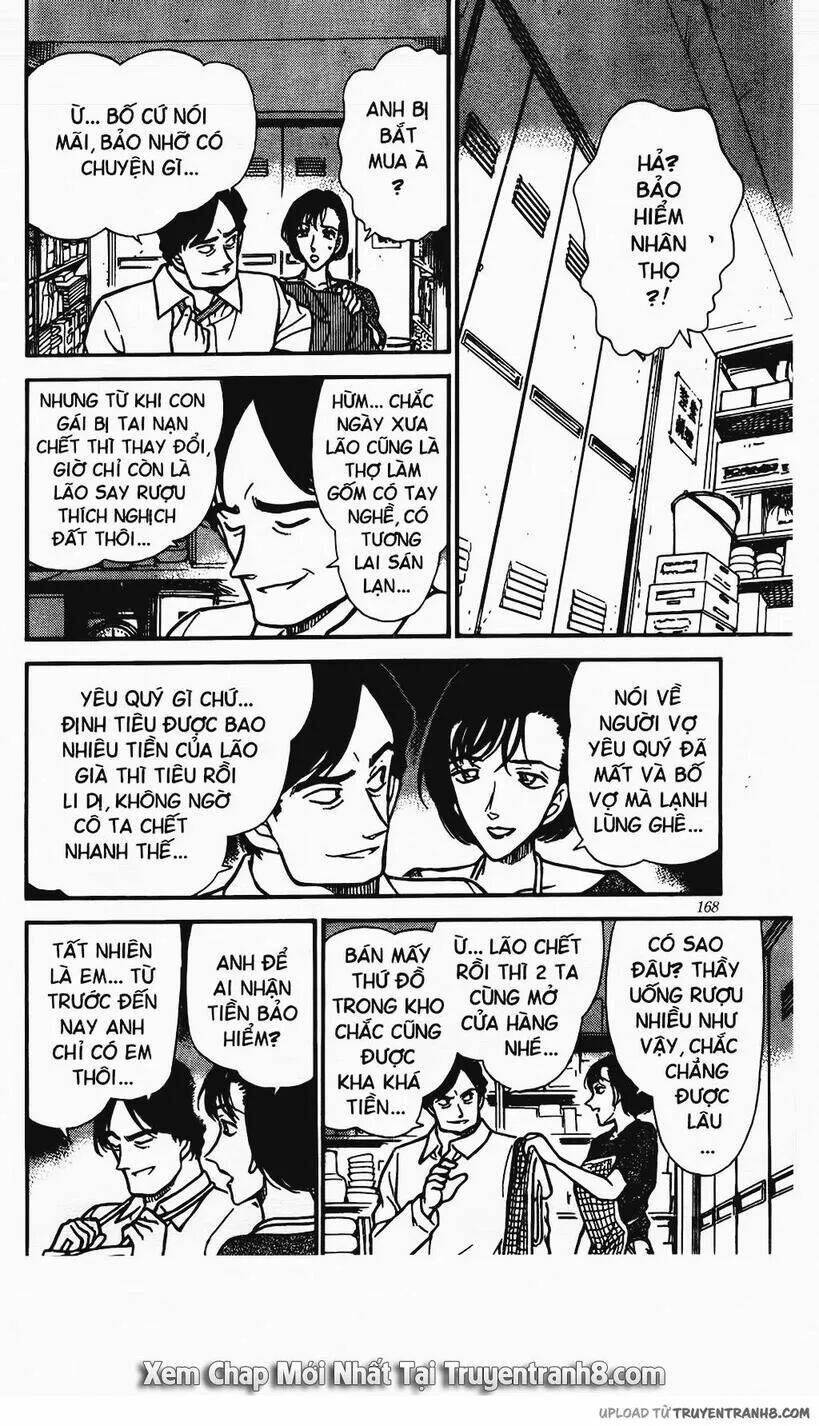 HẢ?
BẢO
HIỂM
NHÂN
THỌ
?!
ANH BỊ
BẮT
MUA À
?
Ừ... BỐ CỨ NÓI
MÃI, BẢO NHỠ CÓ
CHUYỆN GÌ...
HỪM... CHẮC
NGÀY XƯA
LÃO CŨNG LÀ
THỢ LÀM
GỐM CÓ TAY
NGHỀ, CÓ
TƯƠNG
LAI SÁN
LẠN...
NHƯNG TỪ KHI CON
GÁI BỊ TAI NẠN
CHẾT THÌ THAY ĐỔI,
GIỜ CHỈ CÒN LÀ
LÃO SAY RƯỢU
THÍCH NGHỊCH
ĐẤT THÔI...
NÓI VỀ
NGƯỜI VỢ
YÊU QUÝ ĐÃ
MẤT VÀ BỐ
VỢ MÀ LẠNH
LÙNG GHÊ...
YÊU QUÝ GÌ CHỨ...
ĐỊNH TIÊU ĐƯỢC BAO
NHIÊU TIỀN CỦA LÃO
GIÀ THÌ TIÊU RỒI
LI DỊ, KHÔNG NGỜ
CÔ TA CHẾT
NHANH THẾ...
168
CÓ SAO
ĐÂU? THẦY
UỐNG RƯỢU
NHIỀU NHƯ
VẬY, CHẮC
CHẲNG ĐƯỢC
LÂU
...
Ừ... LÃO CHẾT
RỒI THÌ 2 TA
CÙNG MỞ
CỬA HÀNG
NHÉ...
BÁN MẤY
THỨ ĐỒ
TRONG KHO
CHẮC CŨNG
ĐƯỢC
KHA KHÁ
TIỀN...
ANH ĐỂ
AI NHẬN
TIỀN BẢO
HIỂM?
TẤT NHIÊN
LÀ EM... TỪ
TRƯỚC ĐẾN
NAY ANH
CHỈ CÓ EM
THÔI...
Xem Chap Mới Nhất Tại Truyentranh8.com
UPLOAD TỪ TRUYENTRANH8.COM